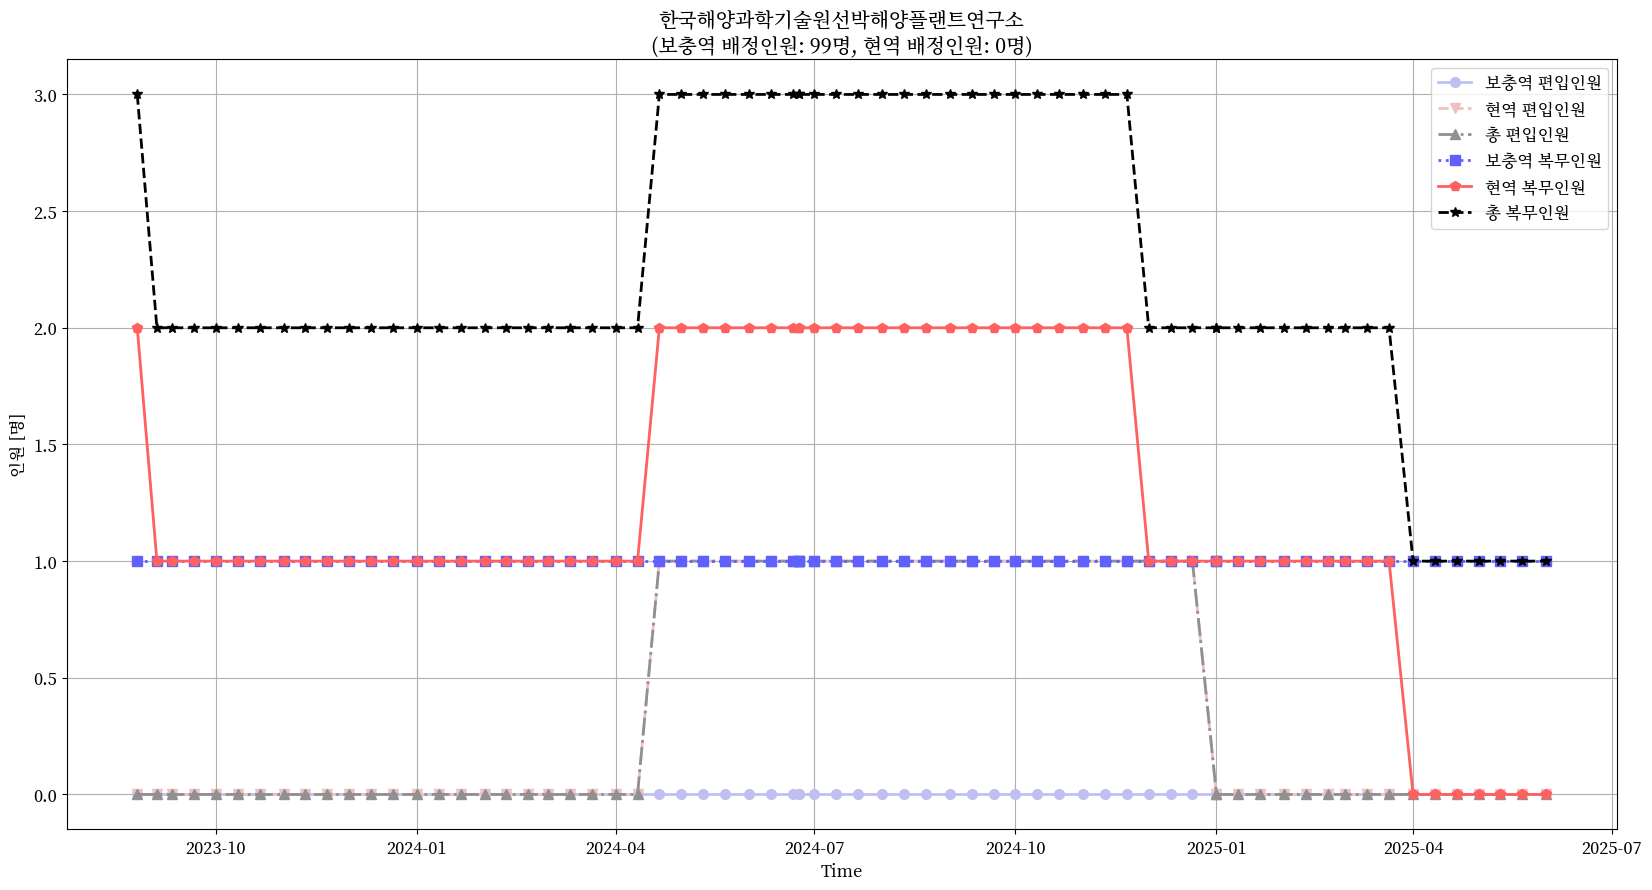 한국해양과학기술원선박해양플랜트연구소
(보충역 배정인원: 99명, 현역 배정인원: 0명)
보충역 편입인원
현역 편입인원
총 편입인원
보충역 복무인원
현역 복무인원
총 복무인원
인원 [명]
3.0
2.5
2.0
1.5
1.0
0.5
0.0
2023-10
2024-01
2024-04
2024-07
2024-10
2025-01
2025-04
2025-07
Time